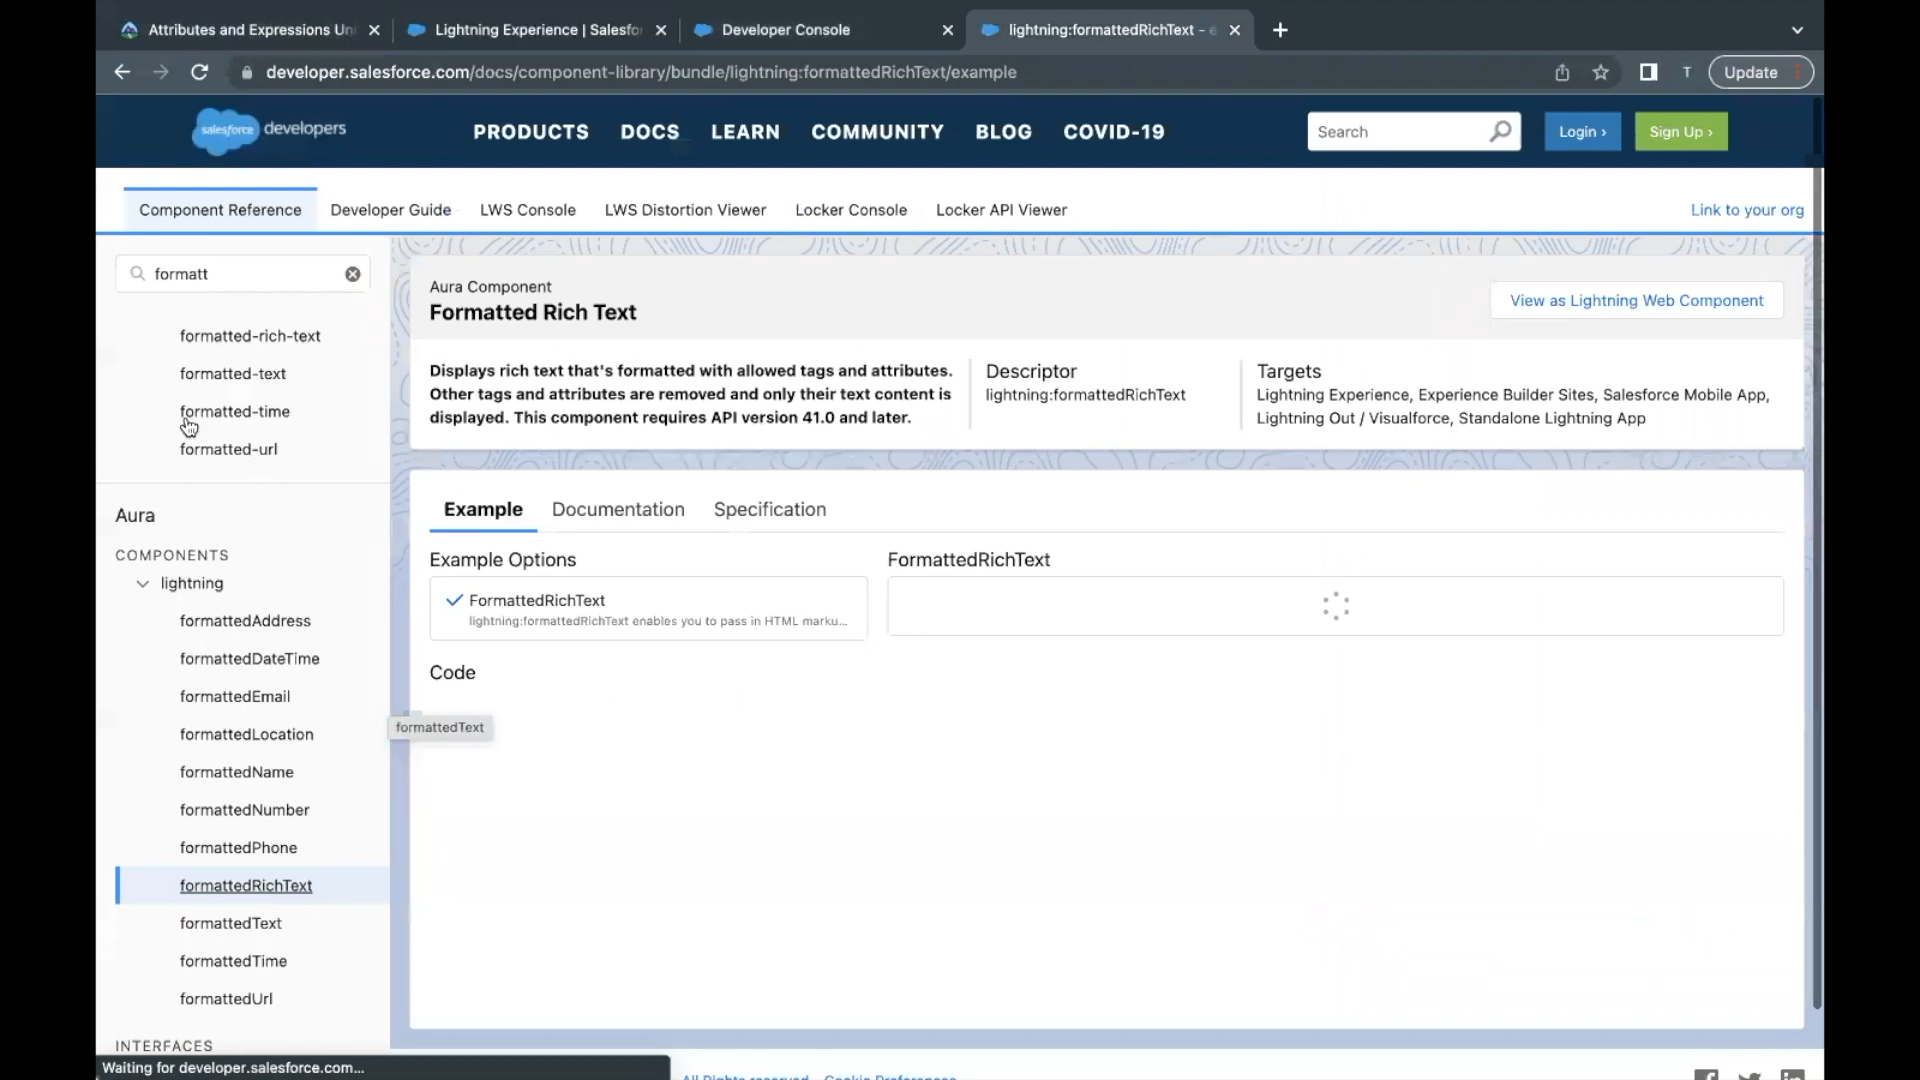 Attributes and Expressions Uni
Lightning Experience | Salesfo
Developer Console
lightning:formattedRichText - e
developer.salesforce.com/docs/component-library/bundle/lightning:formattedRichText/example
T
Update
salesforce developers
PRODUCTS
DOCS
LEARN
COMMUNITY
BLOG
COVID-19
Search
Login ›
Sign Up ›
Component Reference
Developer Guide
LWS Console
LWS Distortion Viewer
Locker Console
Locker API Viewer
Link to your org
formatt
formatted-rich-text
formatted-text
formatted-time
formatted-url
Aura
COMPONENTS
lightning
formattedAddress
formattedDateTime
formattedEmail
formattedLocation
formattedName
formattedNumber
formattedPhone
formattedRichText
formattedText
formattedTime
formattedUrl
INTERFACES
Aura Component
Formatted Rich Text
View as Lightning Web Component
Displays rich text that's formatted with allowed tags and attributes.
Other tags and attributes are removed and only their text content is
displayed. This component requires API version 41.0 and later.
Descriptor
lightning:formattedRichText
Targets
Lightning Experience, Experience Builder Sites, Salesforce Mobile App,
Lightning Out / Visualforce, Standalone Lightning App
Example
Documentation
Specification
Example Options
FormattedRichText
lightning:formattedRichText enables you to pass in HTML marku...
FormattedRichText
Code
formattedText
Waiting for developer.salesforce.com...
All Rights reserved
Cookie Preferences